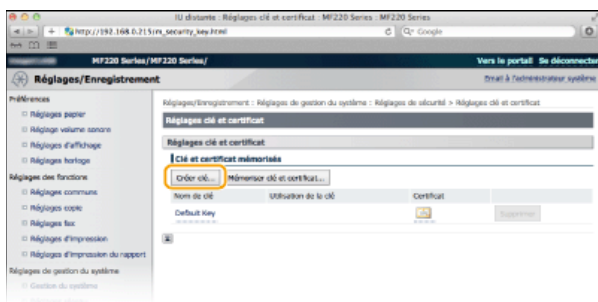 IU distante : Réglages clé et certificat : MF220 Series : MF220 Series
http://192.168.0.215/m_security_key.html
Google
MF220 Series/MF220 Series/
Vers le portail Se déconnecter
Réglages/Enregistrement
Email à l'administrateur système
Préférences
Réglages papier
Réglage volume sonore
Réglages d'affichage
Réglages horloge
Réglages des fonctions
Réglages communs
Réglages copie
Réglages fax
Réglages d'impression
Réglages d'impression du rapport
Réglages de gestion du système
Gestion du système
Réglages/Enregistrement : Réglages de gestion du système : Réglages de sécurité > Réglages clé et certificat
Réglages clé et certificat
Réglages clé et certificat
Clé et certificat mémorisés
Créer clé...
Mémoriser clé et certificat...
Nom de clé
Utilisation de la clé
Certificat
Default Key
Supprimer